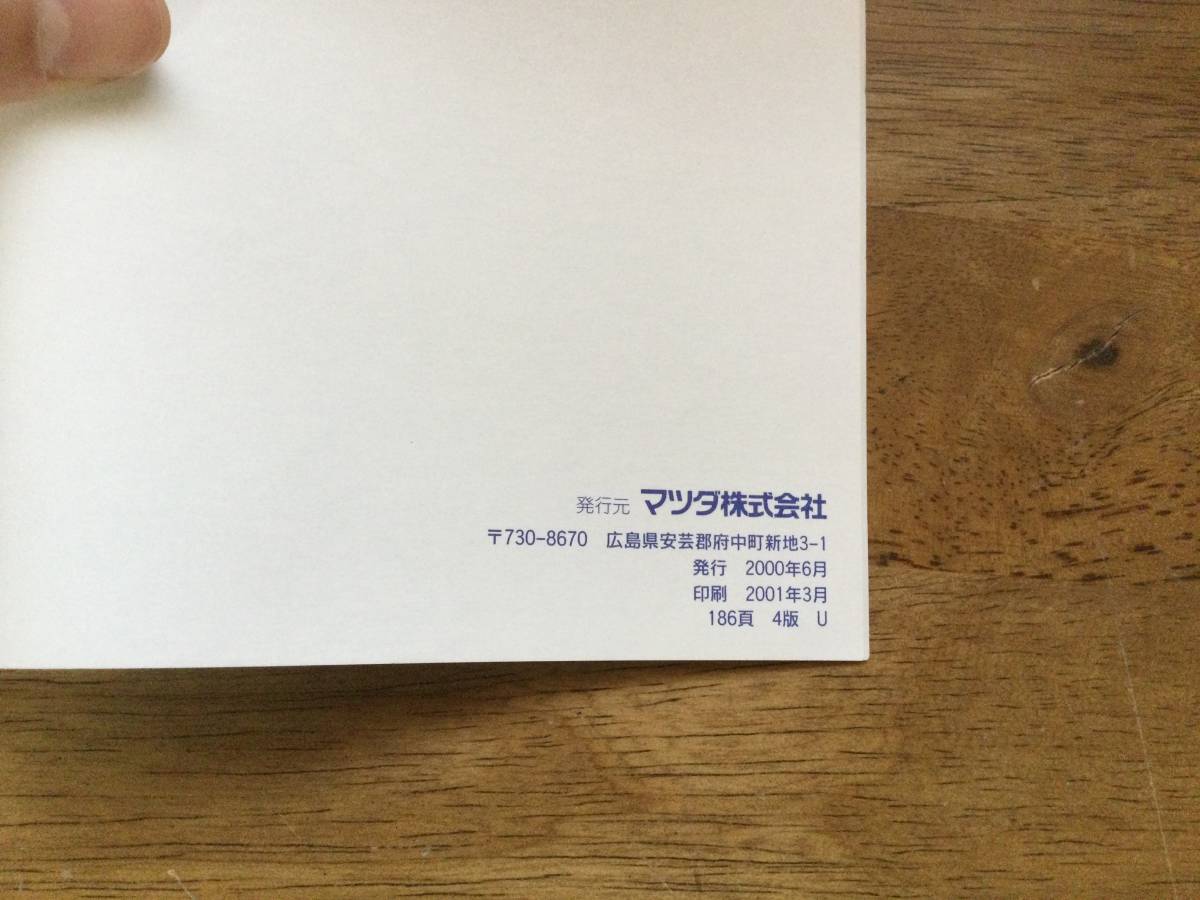 発行元 マツダ株式会社
〒730-8670 広島県安芸郡府中町新地3-1
発行 2000年6月
印刷 2001年3月
186頁 4版 U